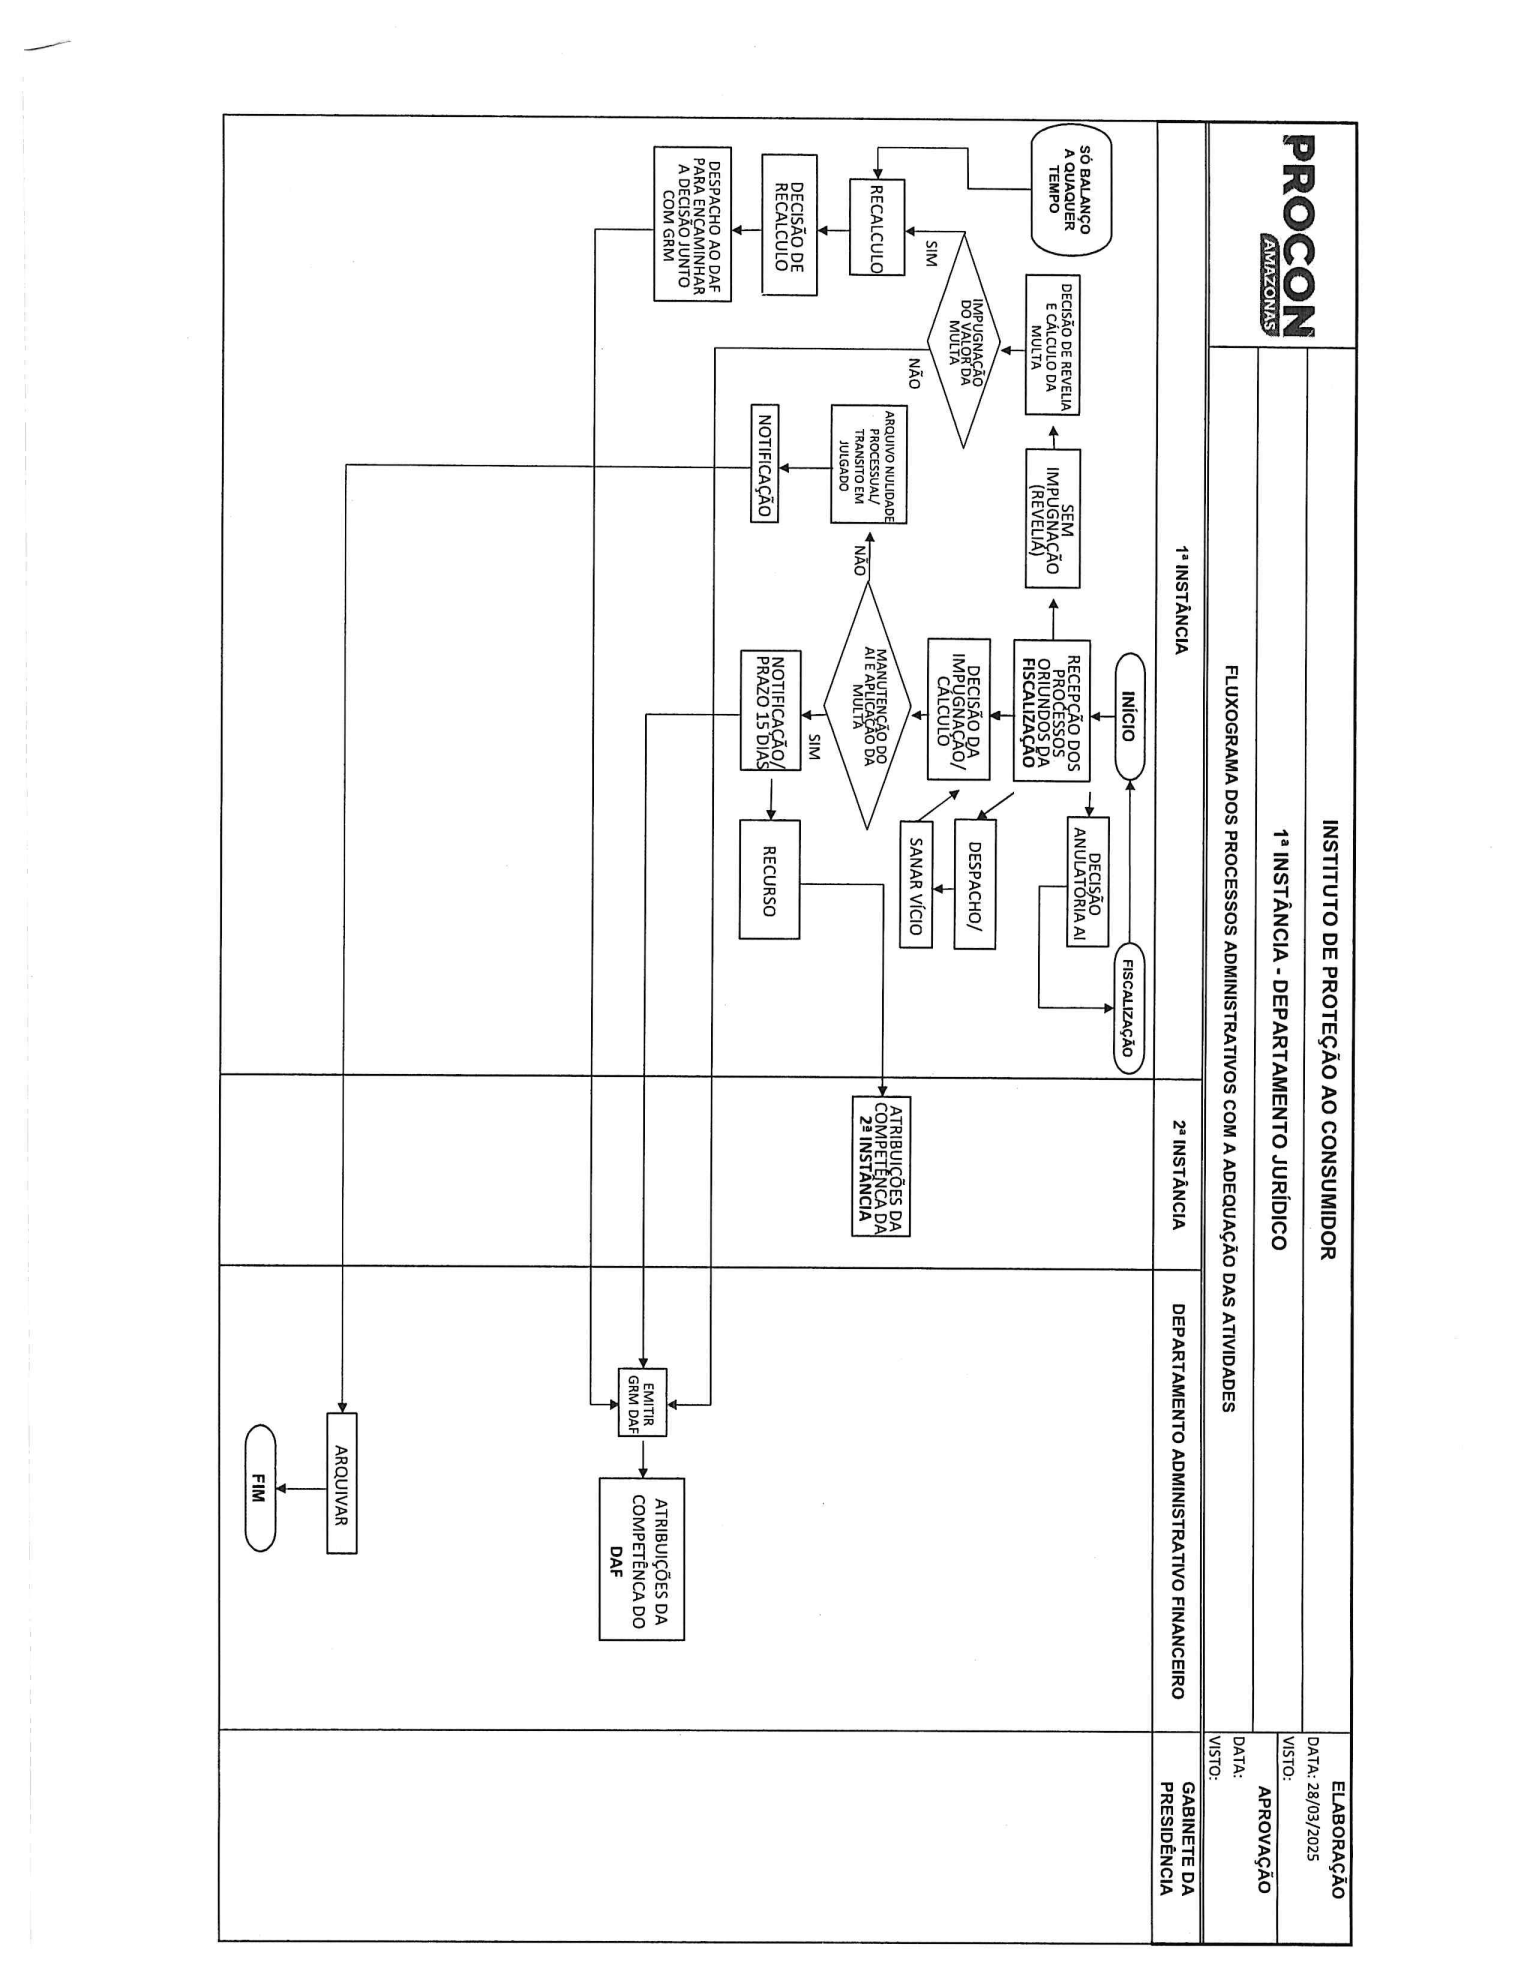 PROCON
AMAZONAS
INSTITUTO DE PROTEÇÃO AO CONSUMIDOR
1ª INSTÂNCIA - DEPARTAMENTO JURÍDICO
FLUXOGRAMA DOS PROCESSOS ADMINISTRATIVOS COM A ADEQUAÇÃO DAS ATIVIDADES
ELABORAÇÃO
DATA: 28/03/2025
VISTO:
APROVAÇÃO
DATA:
VISTO:
1ª INSTÂNCIA
2ª INSTÂNCIA
DEPARTAMENTO ADMINISTRATIVO FINANCEIRO
GABINETE DA
PRESIDÊNCIA
SÓ BALANÇO
A QUAQUER
TEMPO
RECALCULO
SIM
DECISÃO DE
RECALCULO
DESPACHO AO DAF
PARA ENCAMINHAR
A DECISÃO JUNTO
COM GRM
DECISÃO DE REVELIA
E CÁLCULO DA
MULTA
IMPUGNAÇÃO
DO VALOR DA
MULTA
NÃO
SEM
IMPUGNAÇÃO
(REVELIA)
ARQUIVO NULIDADE
PROCESSUAL/
TRANSITO EM
JULGADO
NOTIFICAÇÃO
NÃO
INÍCIO
RECEPÇÃO DOS
PROCESSOS
ORIUNDOS DA
FISCALIZAÇÃO
DECISÃO DA
IMPUGNAÇÃO/
CÁLCULO
MANUTENÇÃO DO
AI E APLICAÇÃO DA
MULTA
SIM
NOTIFICAÇÃO/
PRAZO 15 DIAS
DECISÃO
ANULATÓRIA AI
DESPACHO/
SANAR VÍCIO
RECURSO
FISCALIZAÇÃO
ATRIBUIÇÕES DA
COMPETÊNCA DA
2ª INSTÂNCIA
EMITIR
GRM DAF
ATRIBUIÇÕES DA
COMPETÊNCA DO
DAF
ARQUIVAR
FIM